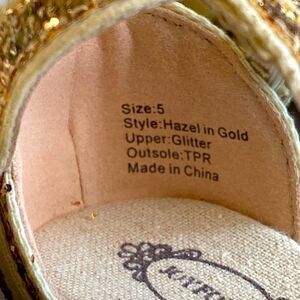 Size:5
Style:Hazel in Gold
Upper:Glitter
Outsole:TPR
Made in China